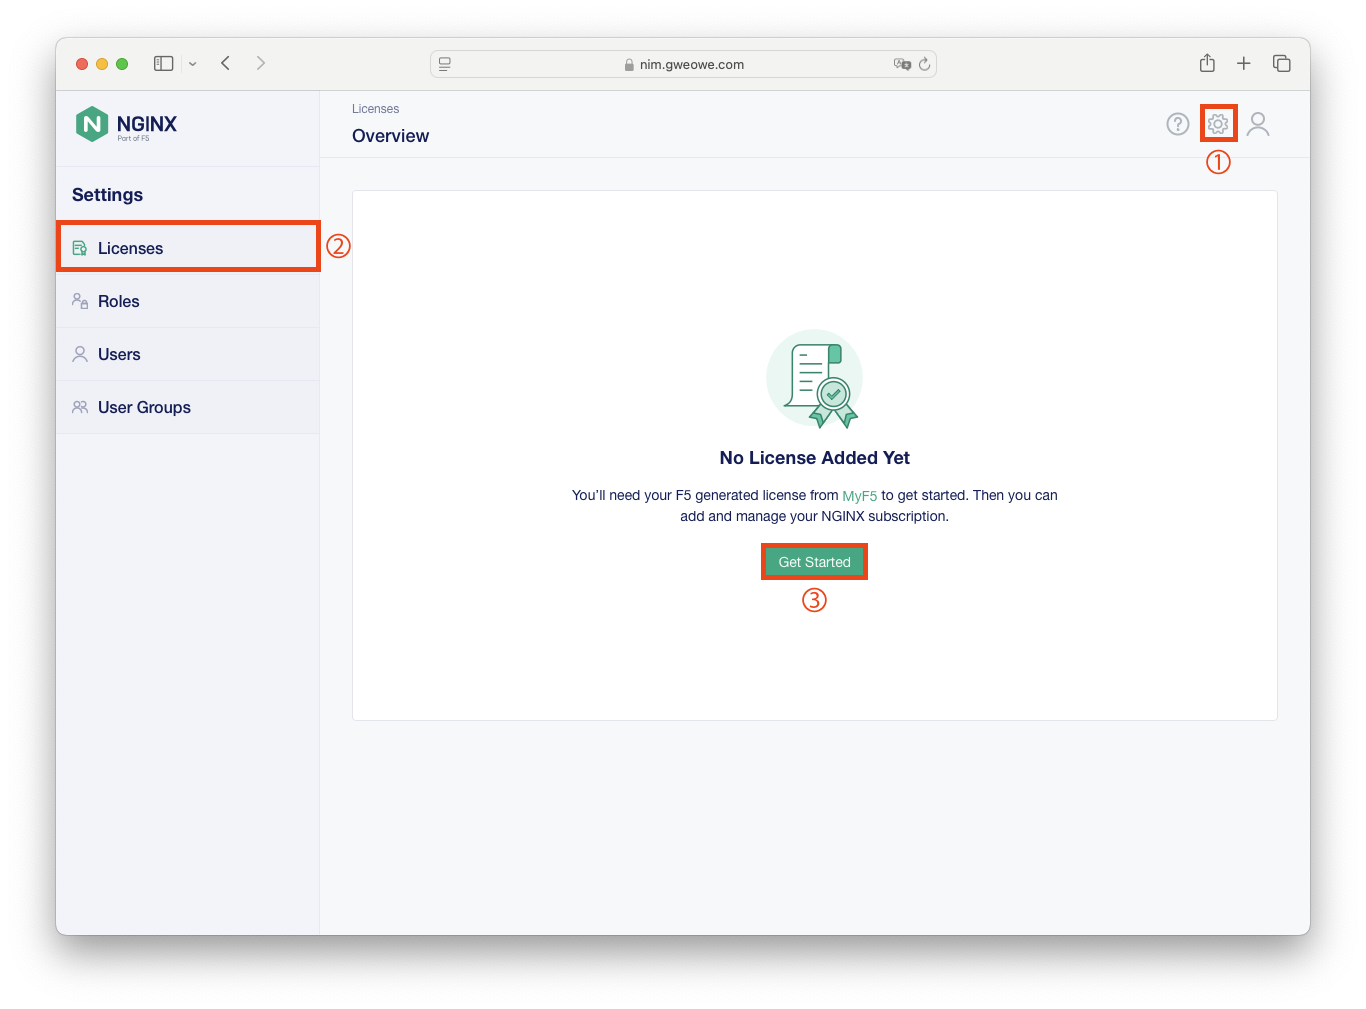 nim.gweowe.com
NGINX
Part of F5
Licenses
Overview
①
Settings
Licenses
②
Roles
Users
User Groups
No License Added Yet
You'll need your F5 generated license from MyF5 to get started. Then you can
add and manage your NGINX subscription.
Get Started
③